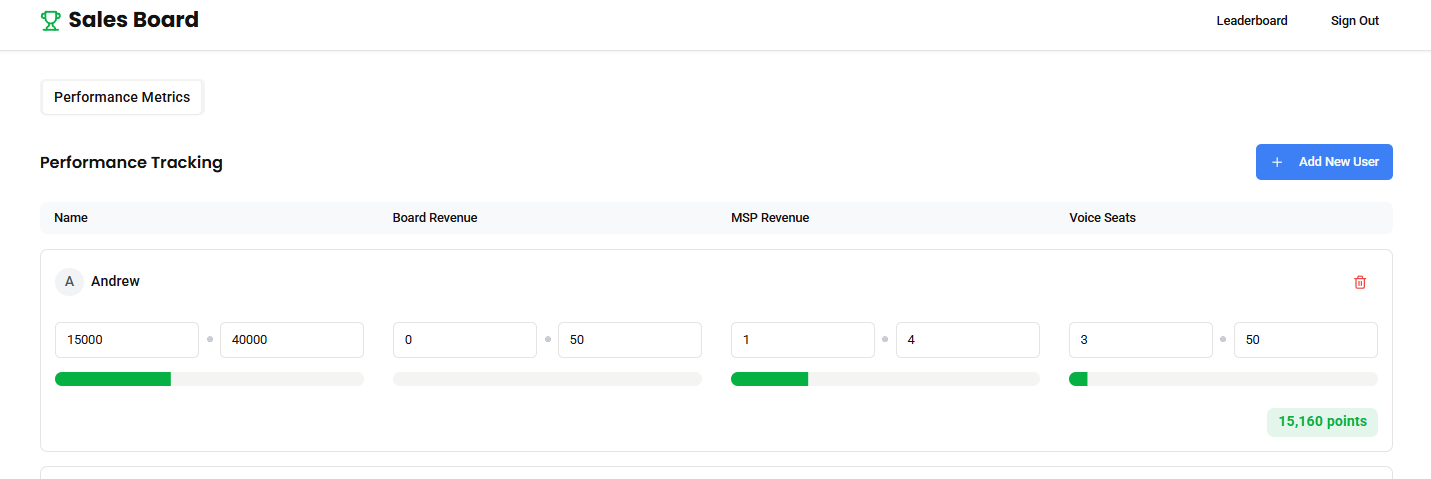 Sales Board
Leaderboard Sign Out
Performance Metrics
Performance Tracking
+ Add New User
Name Board Revenue MSP Revenue Voice Seats
A Andrew
15000 40000 0 50 1 4 3 50
15,160 points